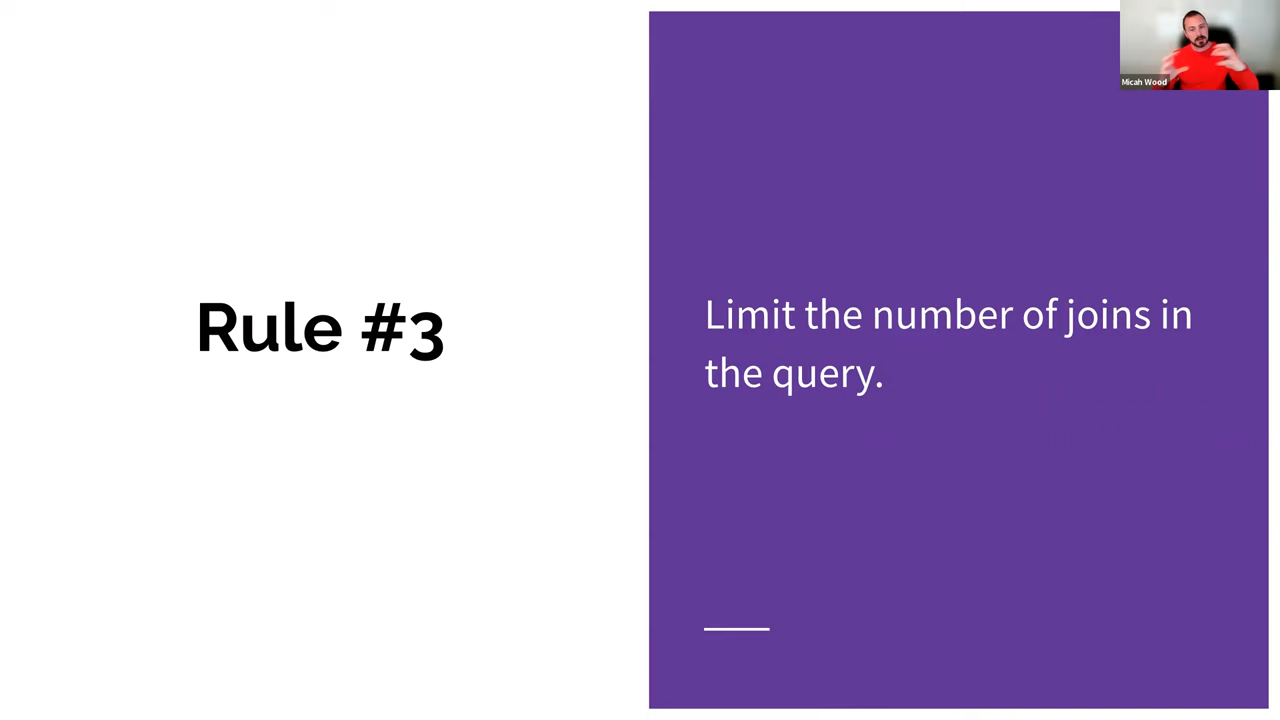 Rule #3
Limit the number of joins in
the query.
Micah Wood